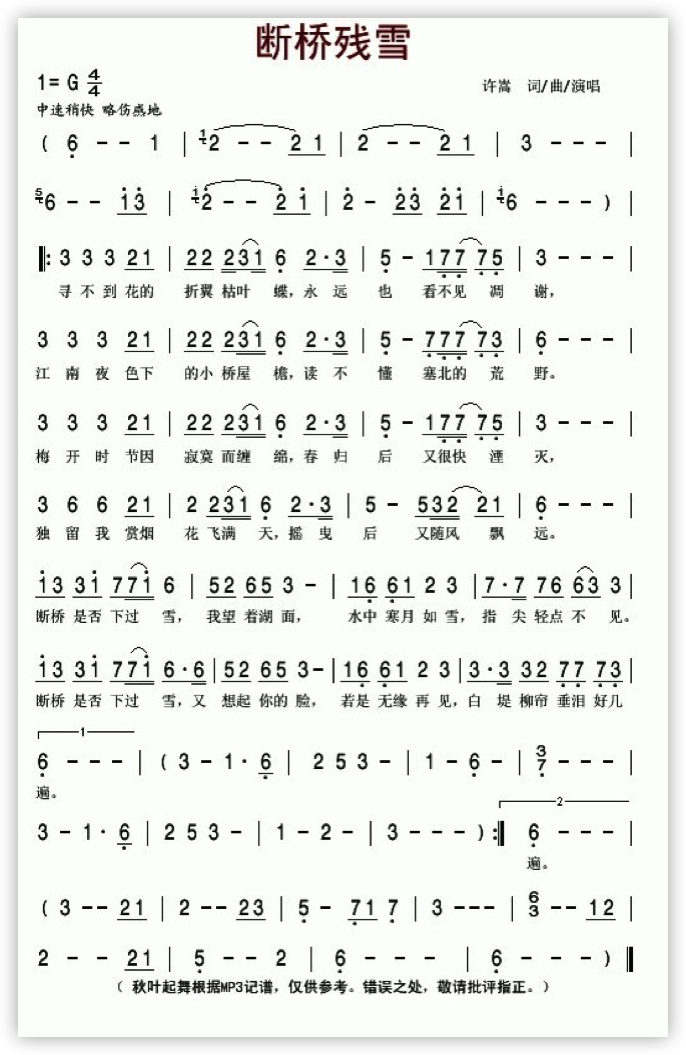 断桥残雪
1= G 4/4 许嵩 词/曲/演唱
中速稍快 略伤感地
( 6 - - 1 | 12 - - 2 1 | 2 - - 2 1 | 3 - - - |
56 - - 1 3 | 12 - - 2 1 | 2 - 2 3 2 1 | 16 - - - ) |
|: 3 3 3 2 1 | 2 2 2 3 1 6 2 · 3 | 5 - 1 7 7 7 5 | 3 - - - |
寻 不 到 花的 折翼 枯叶 蝶,永 远 也 看不见 凋 谢,
3 3 3 2 1 | 2 2 2 3 1 6 2 · 3 | 5 - 7 7 7 7 3 | 6 - - - |
江 南 夜 色下 的小 桥屋 檐,读 不 懂 塞北的 荒 野。
3 3 3 2 1 | 2 2 2 3 1 6 2 · 3 | 5 - 1 7 7 7 5 | 3 - - - |
梅 开 时 节因 寂寞 而缠 绵,春 归 后 又很快 湮 灭,
3 6 6 2 1 | 2 2 3 1 6 2 · 3 | 5 - 5 3 2 2 1 | 6 - - - |
独 留 我 赏烟 花 飞满 天,摇 曳 后 又随风 飘 远。
1 3 3 1 7 7 1 6 | 5 2 6 5 3 - | 1 6 6 1 2 3 | 7 · 7 7 6 6 3 3 |
断桥 是否 下过 雪, 我望 着湖 面, 水中 寒月 如 雪, 指 尖 轻点 不 见。
1 3 3 1 7 7 1 6 · 6 | 5 2 6 5 3 - | 1 6 6 1 2 3 | 3 · 3 3 2 7 7 7 3 |
断桥 是否 下过 雪,又 想起 你的 脸, 若是 无缘 再 见,白 堤 柳帘 垂泪 好几
1
6 - - - | ( 3 - 1 · 6 | 2 5 3 - | 1 - 6 - | 3/7 - - - |
遍。
2
3 - 1 · 6 | 2 5 3 - | 1 - 2 - | 3 - - - ) :| 6 - - - |
遍。
( 3 - - 2 1 | 2 - - 2 3 | 5 - 7 1 7 | 3 - - - | 6/3 - - 1 2 |
2 - - 2 1 | 5 - - 2 | 6 - - - | 6 - - - ) ||
( 秋叶起舞根据MP3记谱,仅供参考。错误之处,敬请批评指正。)